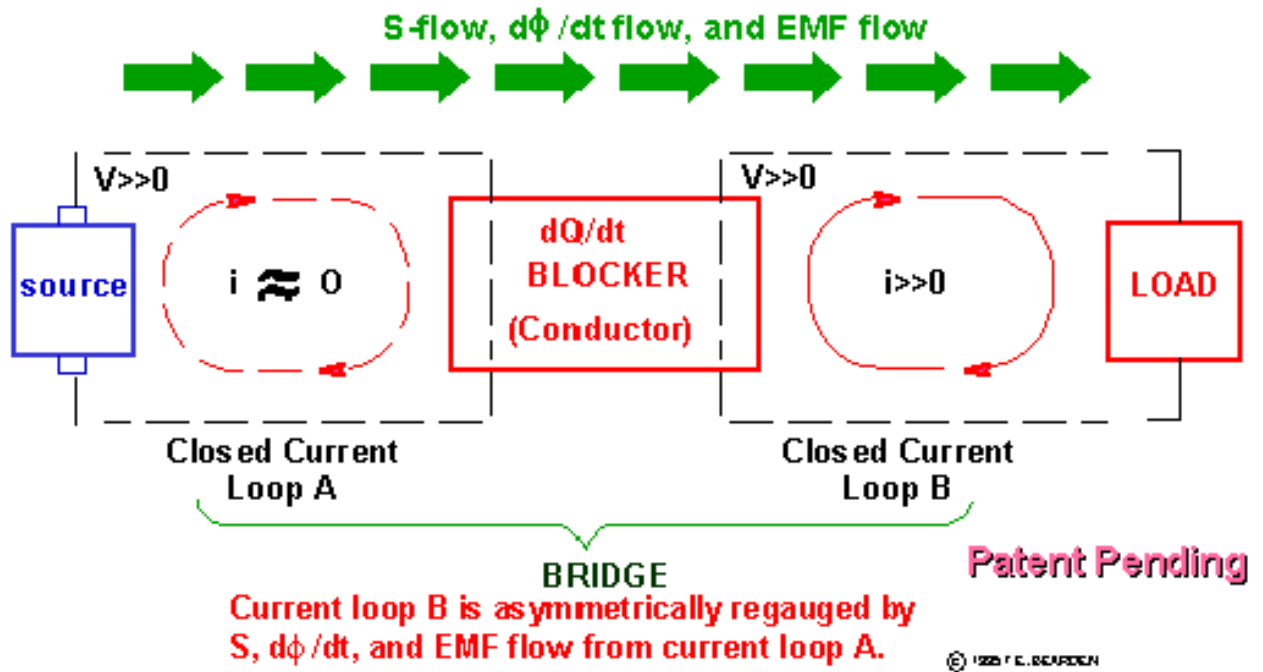 S-flow, dϕ/dt flow, and EMF flow
V>>0
V>>0
source
i ≈ 0
dQ/dt
BLOCKER
(Conductor)
i>>0
LOAD
Closed Current
Loop A
Closed Current
Loop B
BRIDGE
Patent Pending
Current loop B is asymmetrically regauged by
S, dϕ/dt, and EMF flow from current loop A.
©
BEARDEN